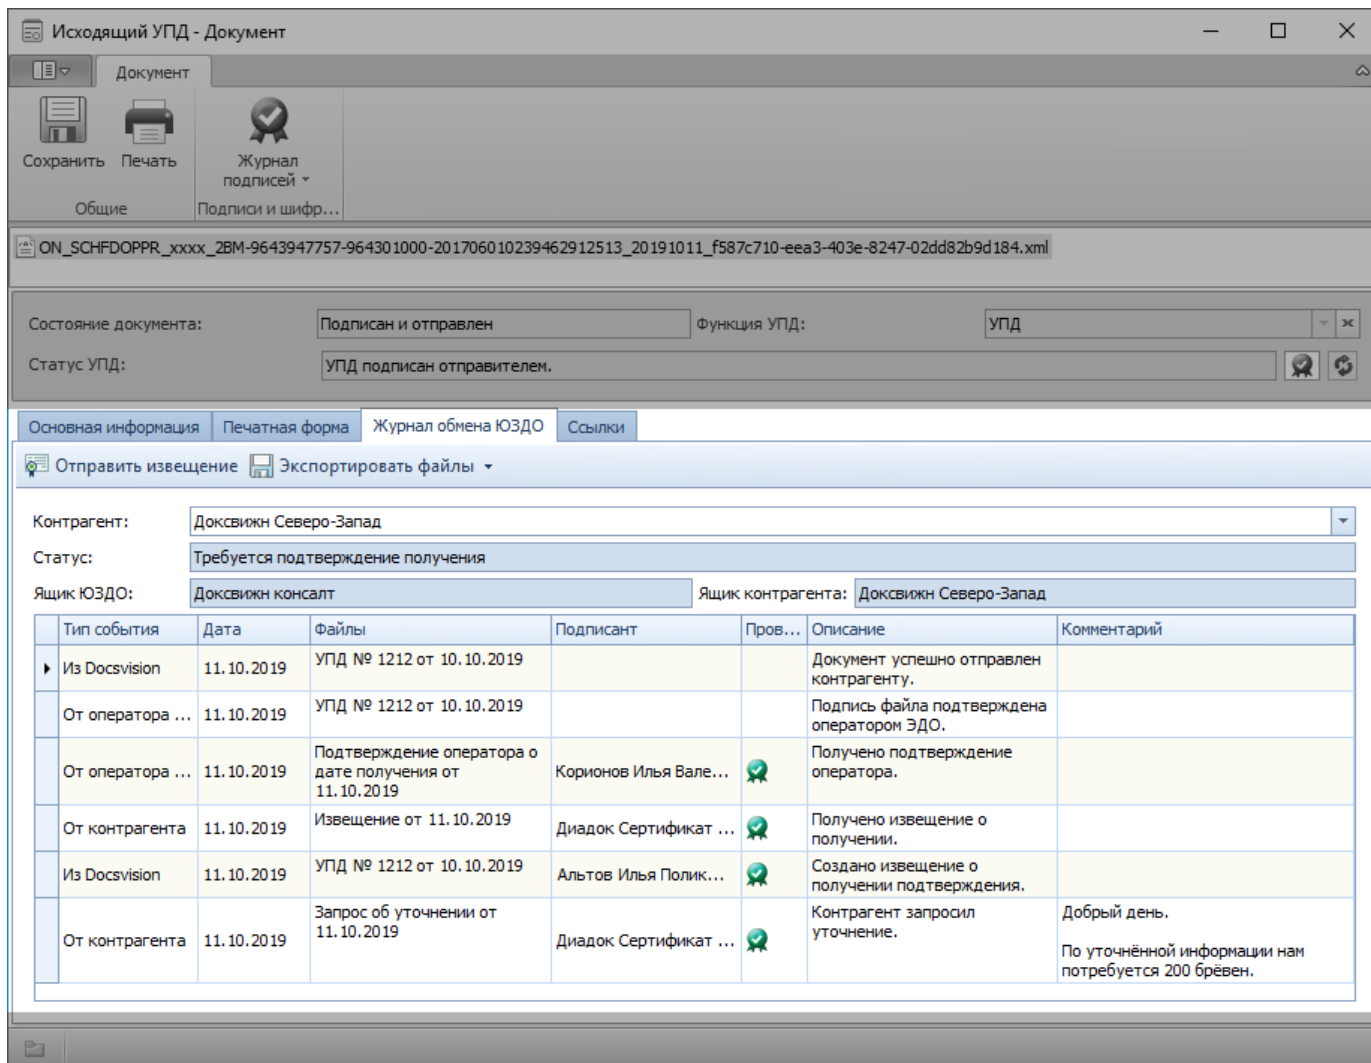 Исходящий УПД - Документ
Документ
Сохранить Печать Журнал подписей
Общие Подписи и шифр...
ON_SCHFDOPPR_xxxx_2BM-9643947757-964301000-201706010239462912513_20191011_f587c710-eea3-403e-8247-02dd82b9d184.xml
Состояние документа: Подписан и отправлен Функция УПД: УПД
Статус УПД: УПД подписан отправителем.
Основная информация Печатная форма Журнал обмена ЮЗДО Ссылки
Отправить извещение Экспортировать файлы
Контрагент: Доксвижн Северо-Запад
Статус: Требуется подтверждение получения
Ящик ЮЗДО: Доксвижн консалт Ящик контрагента: Доксвижн Северо-Запад
Тип события Дата Файлы Подписант Пров... Описание Комментарий
Из Docsvision 11.10.2019 УПД № 1212 от 10.10.2019 Документ успешно отправлен
контрагенту.
От оператора ... 11.10.2019 УПД № 1212 от 10.10.2019 Подпись файла подтверждена
оператором ЭДО.
От оператора ... 11.10.2019 Подтверждение оператора о
дате получения от
11.10.2019
Корионов Илья Вале... Получено подтверждение
оператора.
От контрагента 11.10.2019 Извещение от 11.10.2019 Диадок Сертификат ... Получено извещение о
получении.
Из Docsvision 11.10.2019 УПД № 1212 от 10.10.2019 Альтов Илья Полик... Создано извещение о
получении подтверждения.
От контрагента 11.10.2019 Запрос об уточнении от
11.10.2019
Диадок Сертификат ... Контрагент запросил
уточнение.
Добрый день.
По уточнённой информации нам
потребуется 200 брёвен.